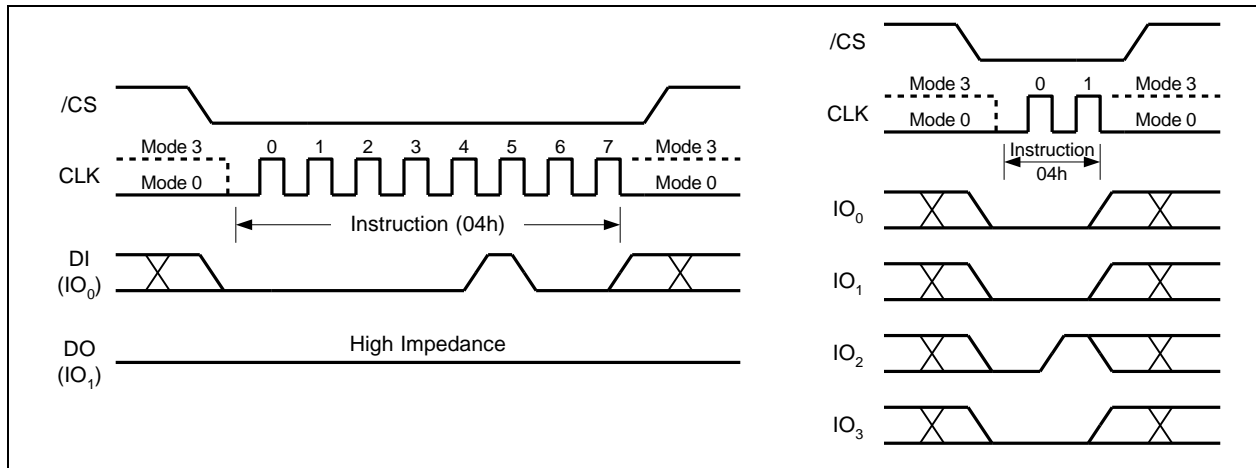 /CS
Mode 3 0 1 2 3 4 5 6 7 Mode 3
CLK
Mode 0 Mode 0
Instruction (04h)
DI
(IO0)
DO
(IO1)
High Impedance
/CS
Mode 3 0 1 Mode 3
CLK
Mode 0 Mode 0
Instruction
04h
IO0
IO1
IO2
IO3